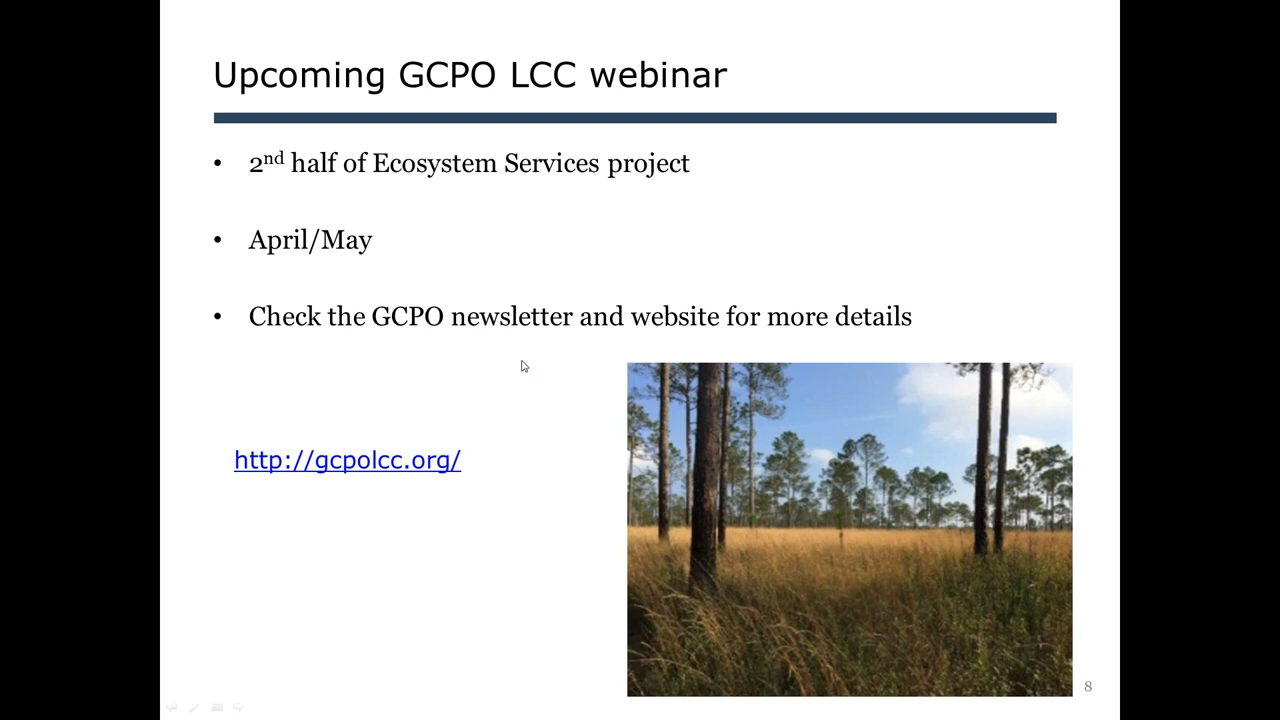 Upcoming GCPO LCC webinar
• 2nd half of Ecosystem Services project
• April/May
• Check the GCPO newsletter and website for more details
http://gcpolcc.org/
8